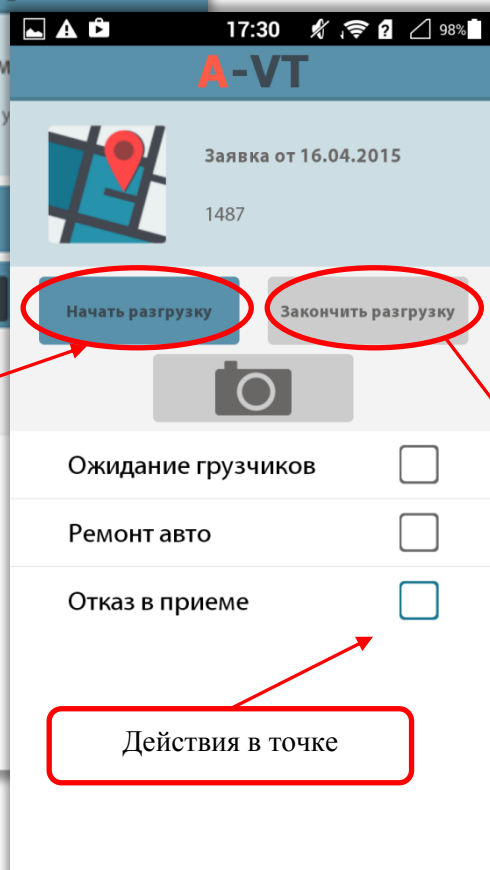 17:30
98%
A-VT
Заявка от 16.04.2015
1487
Начать разгрузку
Закончить разгрузку
Ожидание грузчиков
Ремонт авто
Отказ в приеме
Действия в точке